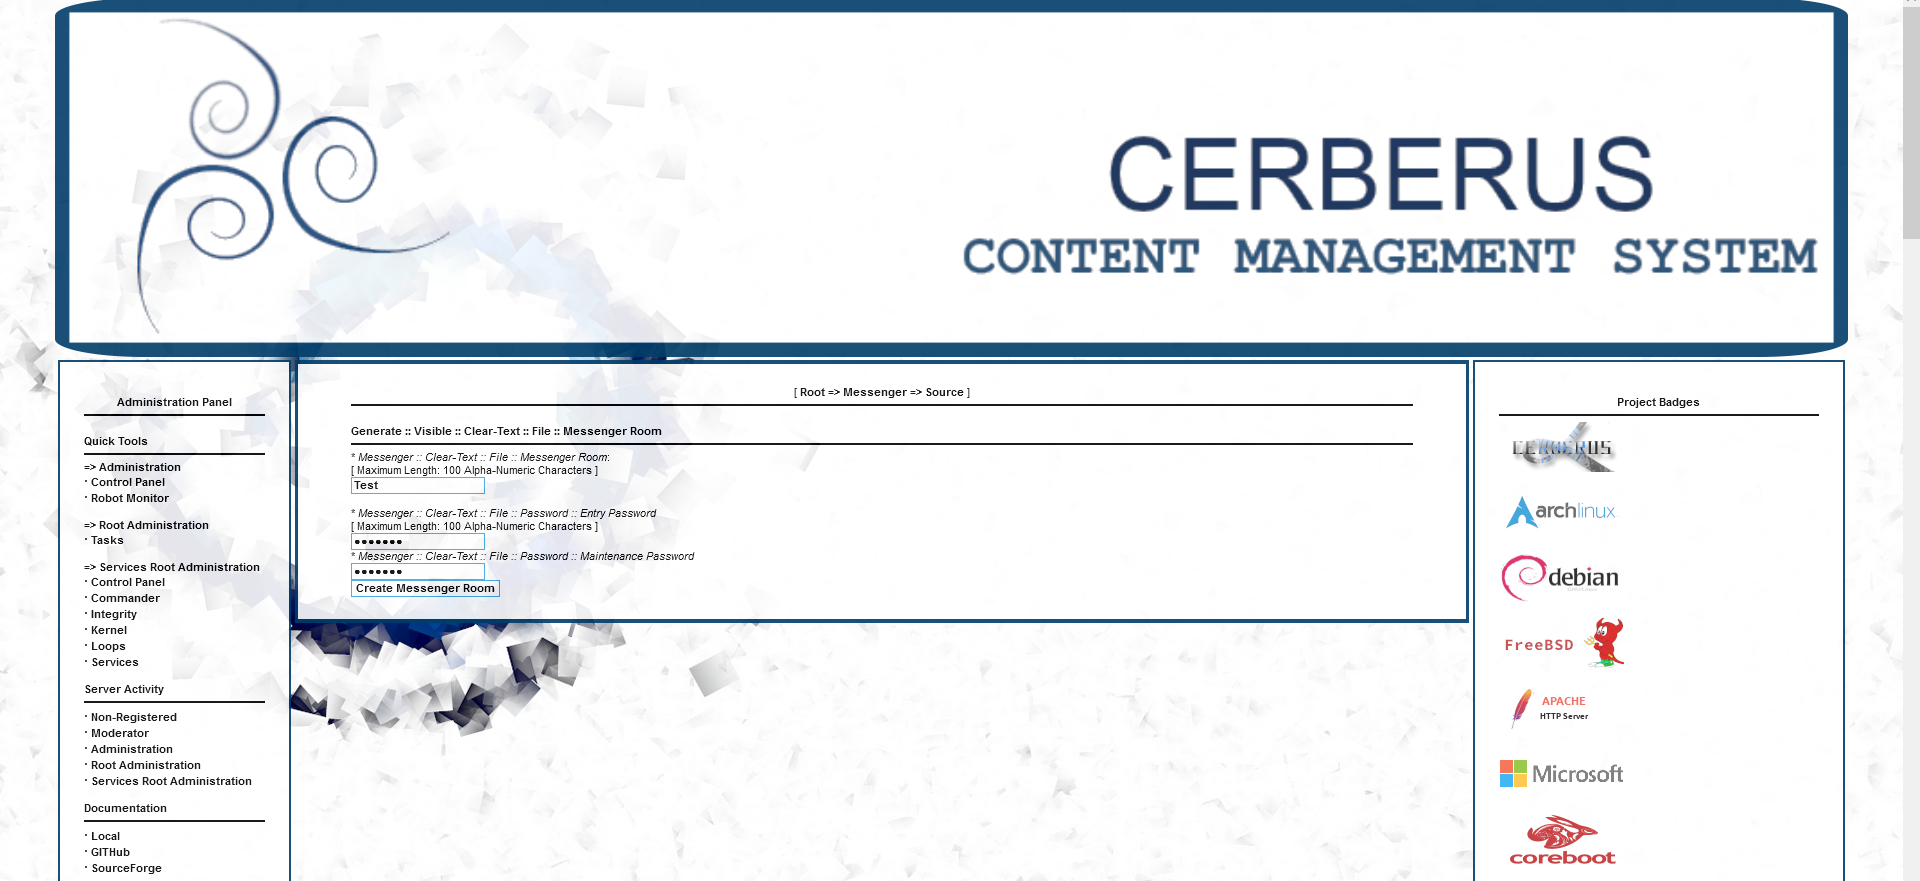 CERBERUS
CONTENT MANAGEMENT SYSTEM
Administration Panel
Quick Tools
=> Administration
· Control Panel
· Robot Monitor
=> Root Administration
· Tasks
=> Services Root Administration
· Control Panel
· Commander
· Integrity
· Kernel
· Loops
· Services
Server Activity
· Non-Registered
· Moderator
· Administration
· Root Administration
· Services Root Administration
Documentation
· Local
· GITHub
· SourceForge
[ Root => Messenger => Source ]
Generate :: Visible :: Clear-Text :: File :: Messenger Room
* Messenger :: Clear-Text :: File :: Messenger Room:
[ Maximum Length: 100 Alpha-Numeric Characters ]
Test
* Messenger :: Clear-Text :: File :: Password :: Entry Password
[ Maximum Length: 100 Alpha-Numeric Characters ]
•••••••
* Messenger :: Clear-Text :: File :: Password :: Maintenance Password
•••••••
Create Messenger Room
Project Badges
CERBERUS
archlinux
debian
FreeBSD
APACHE
HTTP Server
Microsoft
coreboot